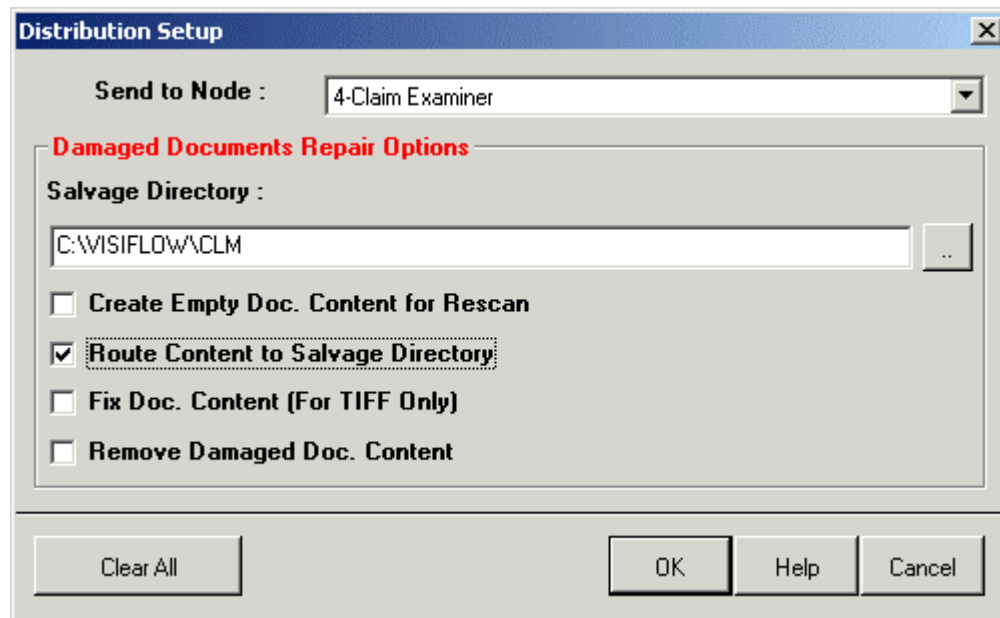 Distribution Setup
Send to Node : 4-Claim Examiner
Damaged Documents Repair Options
Salvage Directory :
C:\VISIFLOW\CLM ..
Create Empty Doc. Content for Rescan
Route Content to Salvage Directory
Fix Doc. Content (For TIFF Only)
Remove Damaged Doc. Content
Clear All OK Help Cancel